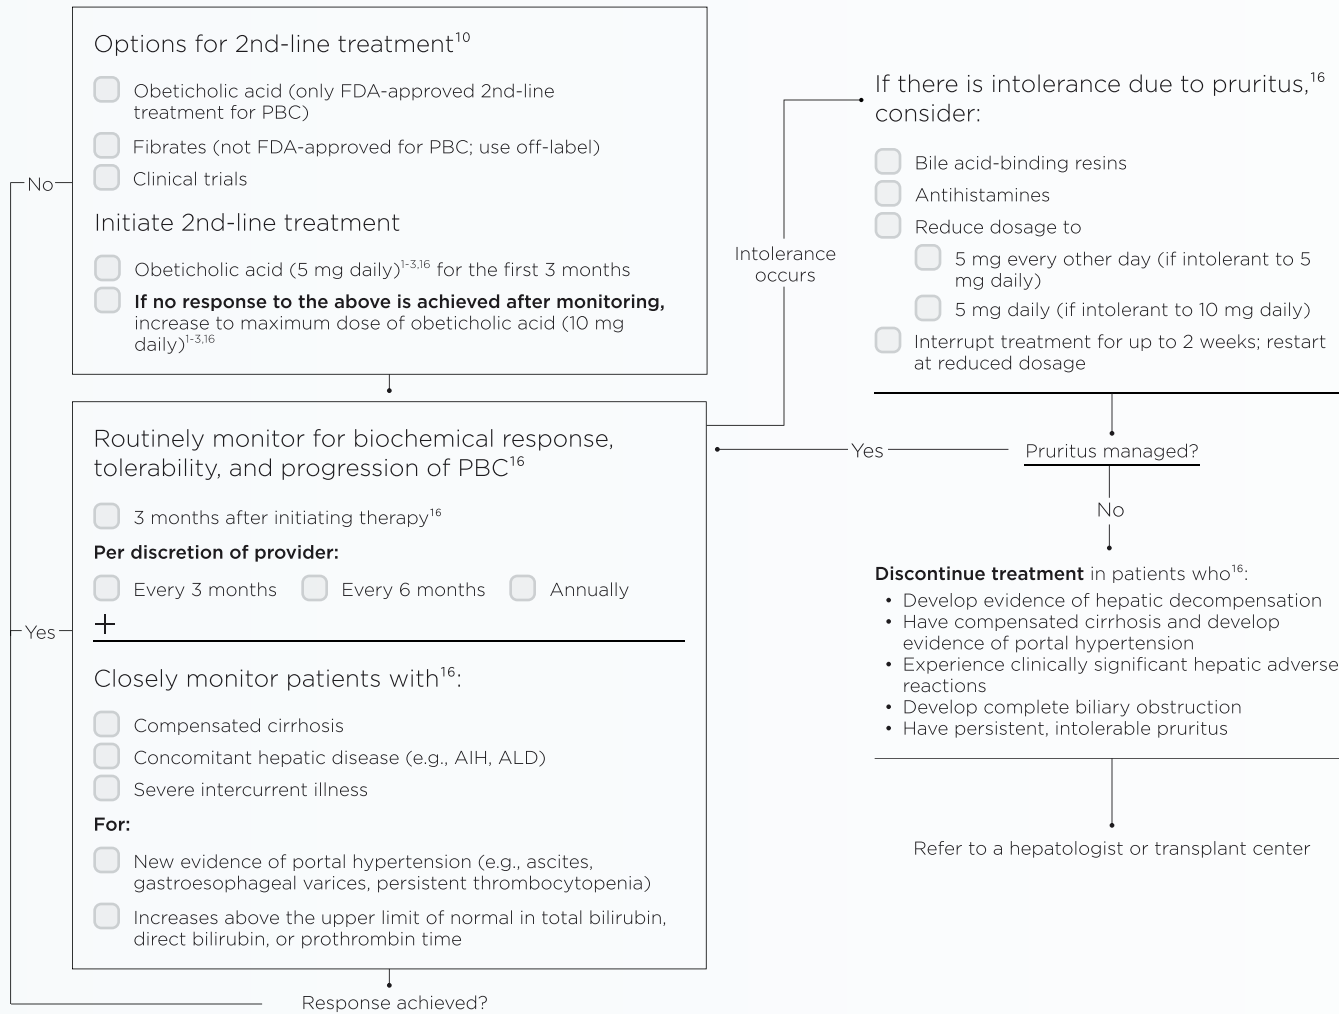 Options for 2nd-line treatment¹⁰
Obeticholic acid (only FDA-approved 2nd-line
treatment for PBC)
Fibrates (not FDA-approved for PBC; use off-label)
Clinical trials
No
Initiate 2nd-line treatment
Obeticholic acid (5 mg daily)¹⁻³,¹⁶ for the first 3 months
If no response to the above is achieved after monitoring,
increase to maximum dose of obeticholic acid (10 mg
daily)¹⁻³,¹⁶
Routinely monitor for biochemical response,
tolerability, and progression of PBC¹⁶
3 months after initiating therapy¹⁶
Per discretion of provider:
Every 3 months Every 6 months Annually
+
Yes
Closely monitor patients with¹⁶:
Compensated cirrhosis
Concomitant hepatic disease (e.g., AIH, ALD)
Severe intercurrent illness
For:
New evidence of portal hypertension (e.g., ascites,
gastroesophageal varices, persistent thrombocytopenia)
Increases above the upper limit of normal in total bilirubin,
direct bilirubin, or prothrombin time
Response achieved?
Intolerance
occurs
If there is intolerance due to pruritus,¹⁶
consider:
Bile acid-binding resins
Antihistamines
Reduce dosage to
5 mg every other day (if intolerant to 5
mg daily)
5 mg daily (if intolerant to 10 mg daily)
Interrupt treatment for up to 2 weeks; restart
at reduced dosage
Pruritus managed?
Yes
No
Discontinue treatment in patients who¹⁶:
• Develop evidence of hepatic decompensation
• Have compensated cirrhosis and develop
evidence of portal hypertension
• Experience clinically significant hepatic adverse
reactions
• Develop complete biliary obstruction
• Have persistent, intolerable pruritus
Refer to a hepatologist or transplant center